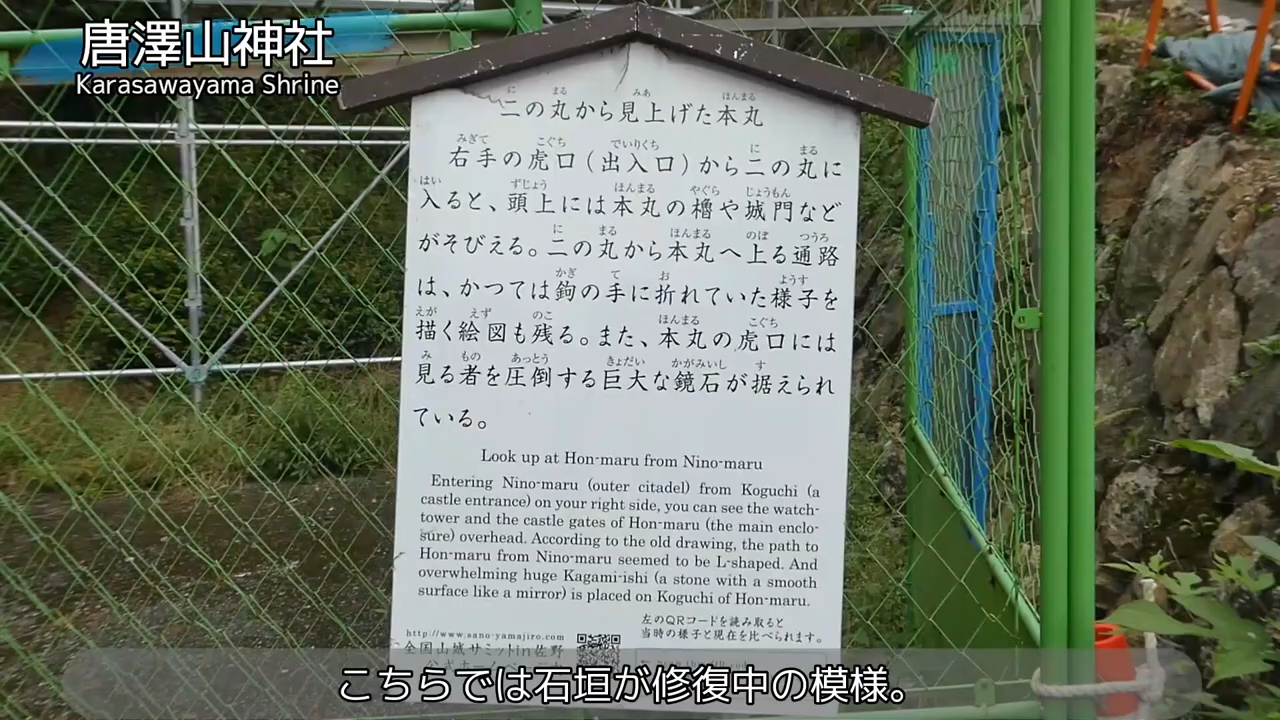 唐澤山神社
Karasawayama Shrine
二の丸から見上げた本丸
右手の虎口(出入口)から二の丸に
入ると、頭上には本丸の櫓や城門など
がそびえる。二の丸から本丸へ上る通路
は、かつては鉤の手に折れていた様子を
描く絵図も残る。また、本丸の虎口には
見る者を圧倒する巨大な鏡石が据えられ
ている。
Look up at Hon-maru from Nino-maru
Entering Nino-maru (outer citadel) from Koguchi (a
castle entrance) on your right side, you can see the watch-
tower and the castle gates of Hon-maru (the main enclo-
sure) overhead. According to the old drawing, the path to
Hon-maru from Nino-maru seemed to be L-shaped. And
overwhelming huge Kagami-ishi (a stone with a smooth
surface like a mirror) is placed on Koguchi of Hon-maru.
http://www.sano-yamajiro.com
全国山城サミットin佐野
左のQRコードを読み取ると
当時の様子と現在を比べられます。
こちらでは石垣が修復中の模様。